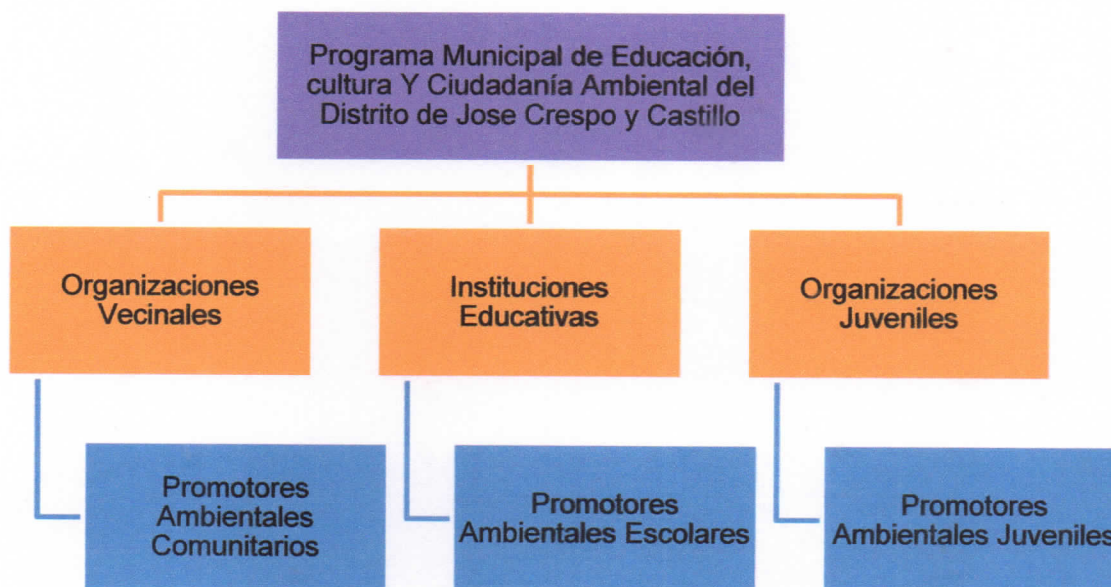 Programa Municipal de Educación,
cultura Y Ciudadanía Ambiental del
Distrito de Jose Crespo y Castillo
Organizaciones
Vecinales
Instituciones
Educativas
Organizaciones
Juveniles
Promotores
Ambientales
Comunitarios
Promotores
Ambientales Escolares
Promotores
Ambientales Juveniles